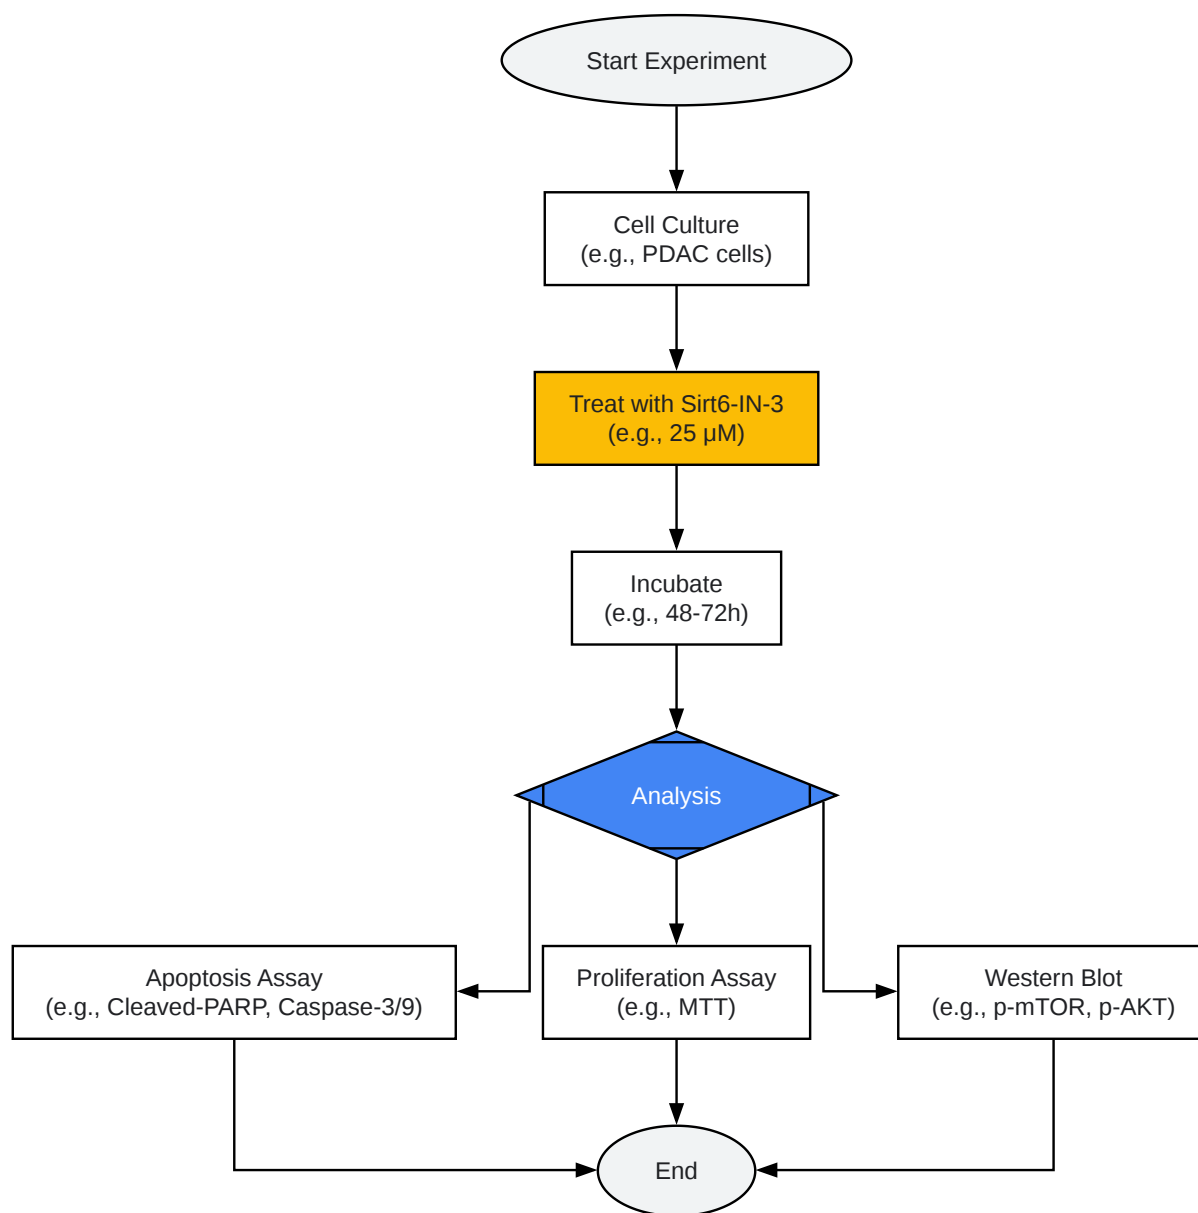 Start Experiment
Cell Culture
(e.g., PDAC cells)
Treat with Sirt6-IN-3
(e.g., 25 μM)
Incubate
(e.g., 48-72h)
Analysis
Apoptosis Assay
(e.g., Cleaved-PARP, Caspase-3/9)
Proliferation Assay
(e.g., MTT)
Western Blot
(e.g., p-mTOR, p-AKT)
End